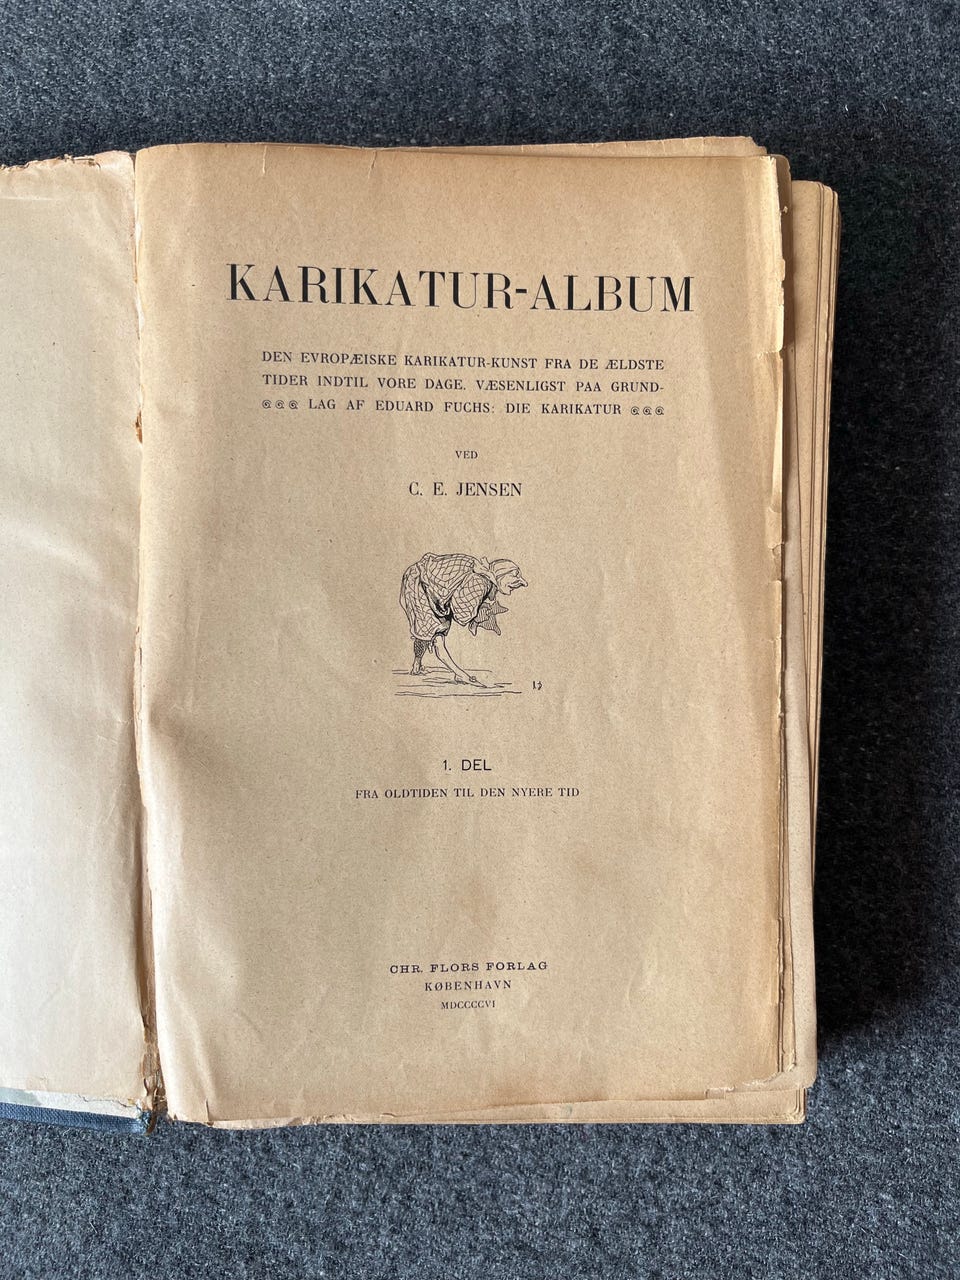 KARIKATUR-ALBUM
DEN EVROPÆISKE KARIKATUR-KUNST FRA DE ÆLDSTE
TIDER INDTIL VORE DAGE. VÆSENLIGST PAA GRUND-
LAG AF EDUARD FUCHS: DIE KARIKATUR
VED
C. E. JENSEN
1. DEL
FRA OLDTIDEN TIL DEN NYERE TID
CHR. FLORS FORLAG
KØBENHAVN
MDCCCCVI